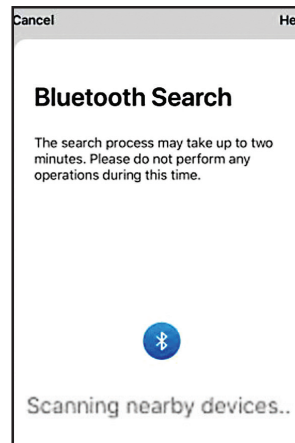 Cancel
Bluetooth Search
The search process may take up to two
minutes. Please do not perform any
operations during this time.
Scanning nearby devices..